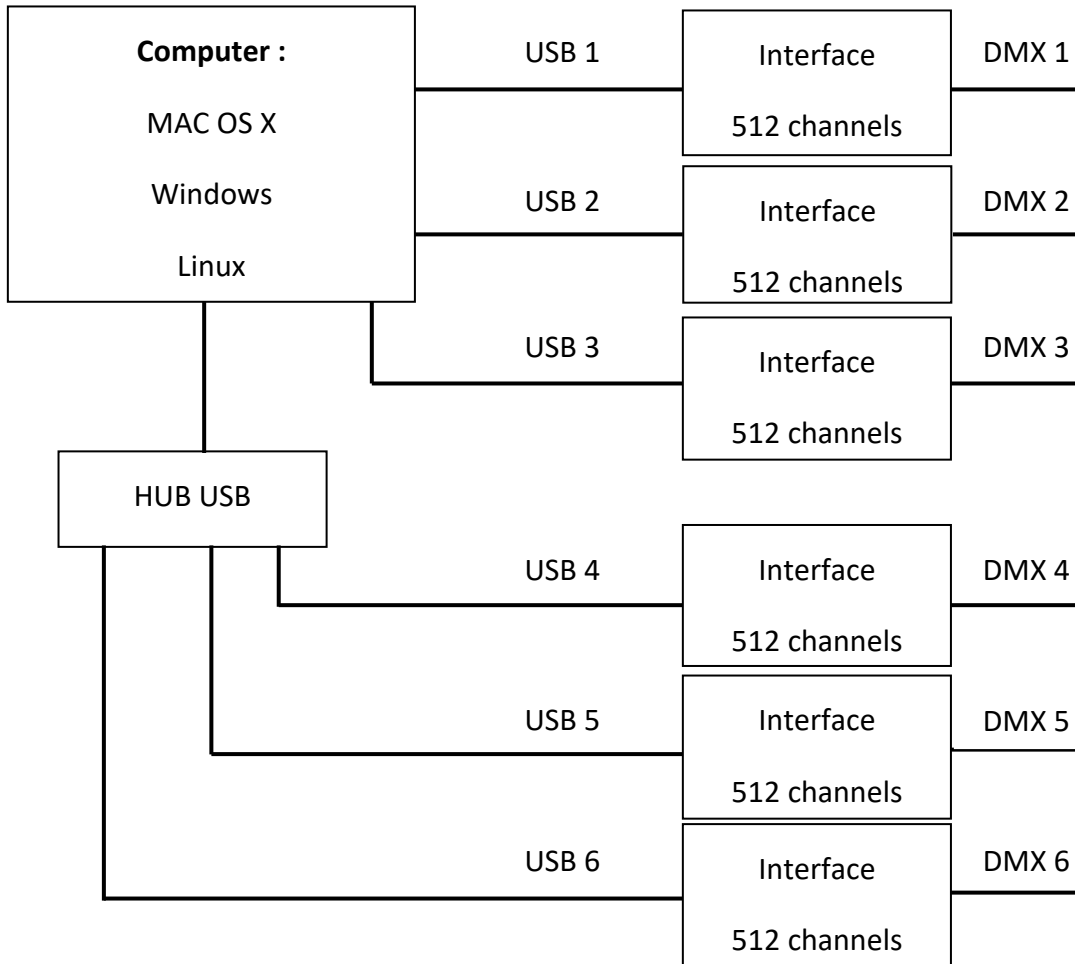 Computer :
MAC OS X
Windows
Linux
USB 1
Interface
512 channels
DMX 1
USB 2
Interface
512 channels
DMX 2
USB 3
Interface
512 channels
DMX 3
HUB USB
USB 4
Interface
512 channels
DMX 4
USB 5
Interface
512 channels
DMX 5
USB 6
Interface
512 channels
DMX 6